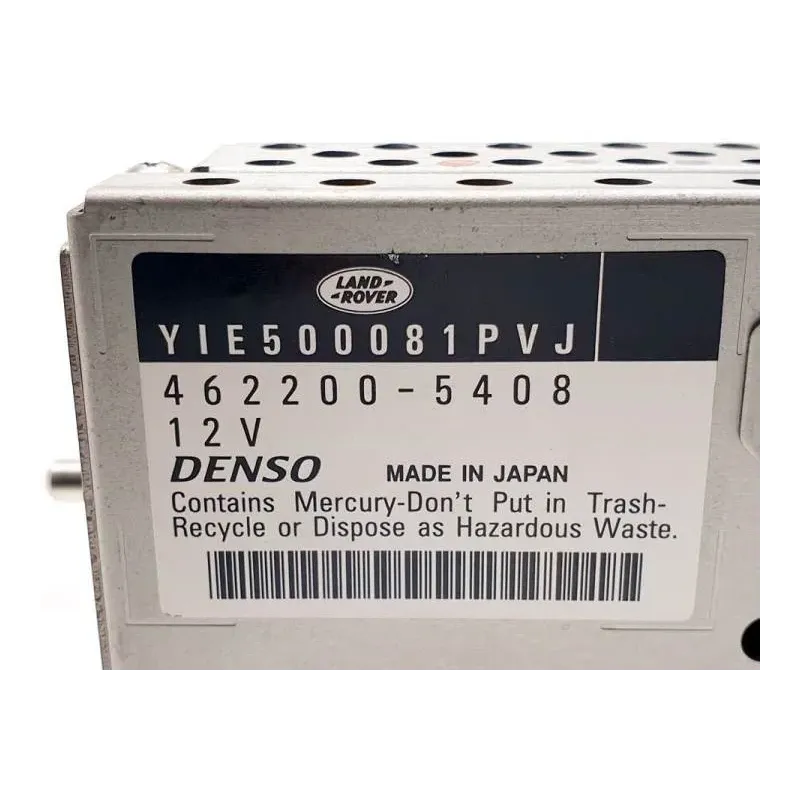 LAND
ROVER
YIE500081PVJ
462200-5408
12V
DENSO MADE IN JAPAN
Contains Mercury-Don't Put in Trash-
Recycle or Dispose as Hazardous Waste.